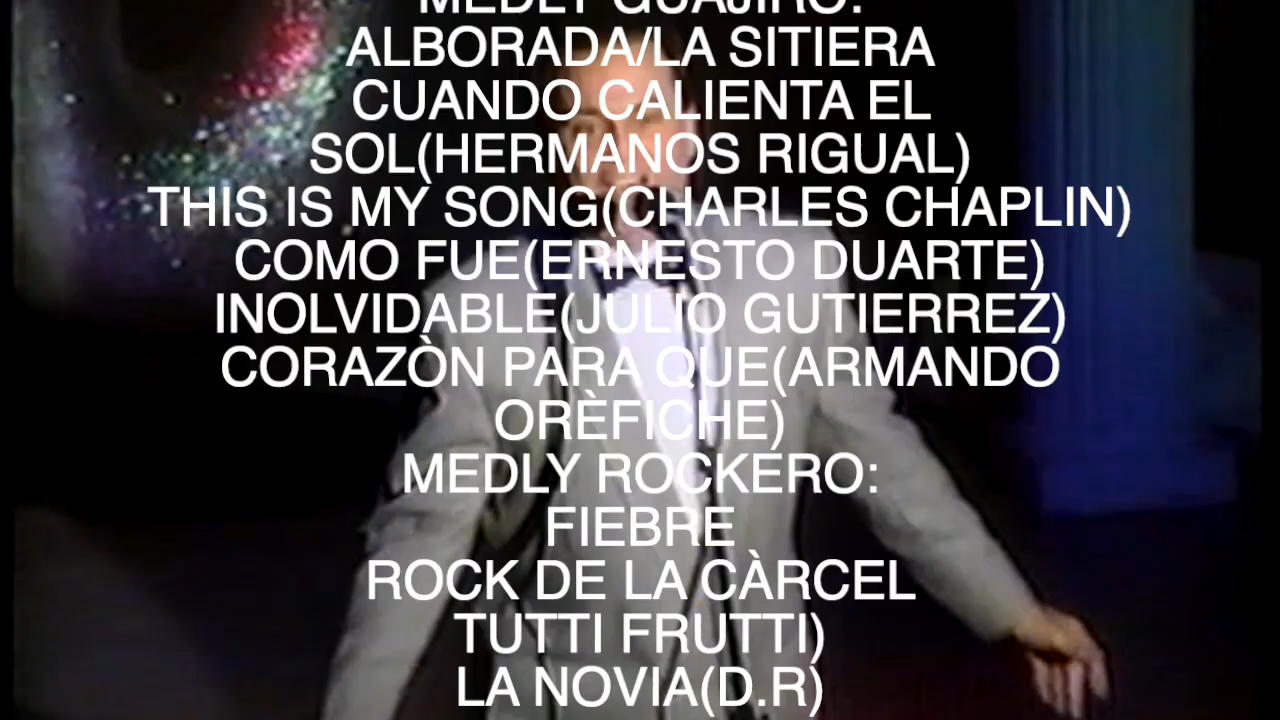 MEDLY GUAJIRO:
ALBORADA/LA SITIERA
CUANDO CALIENTA EL
SOL(HERMANOS RIGUAL)
THIS IS MY SONG(CHARLES CHAPLIN)
COMO FUE(ERNESTO DUARTE)
INOLVIDABLE(JULIO GUTIERREZ)
CORAZÒN PARA QUE(ARMANDO
ORÈFICHE)
MEDLY ROCKERO:
FIEBRE
ROCK DE LA CÀRCEL
TUTTI FRUTTI)
LA NOVIA(D.R)